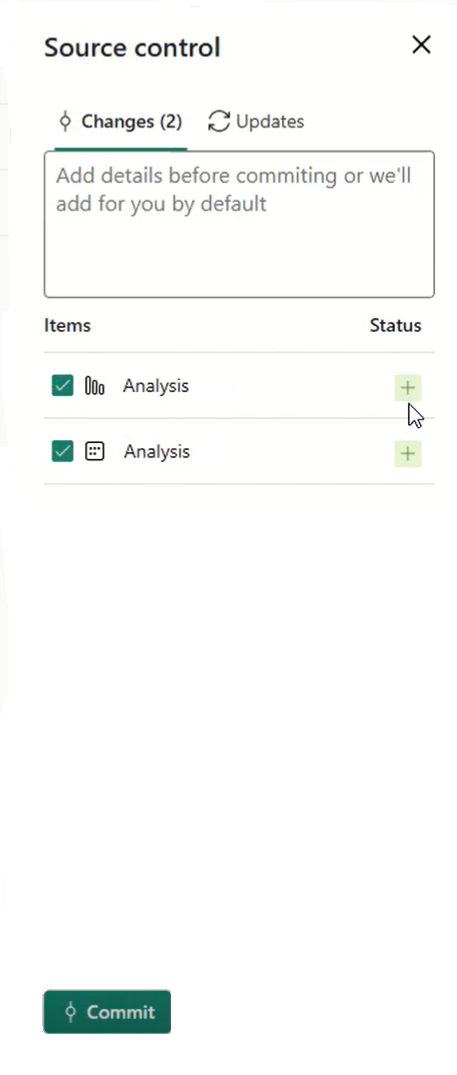 Source control
Changes (2) Updates
Add details before commiting or we'll
add for you by default
Items Status
Analysis
Analysis
Commit